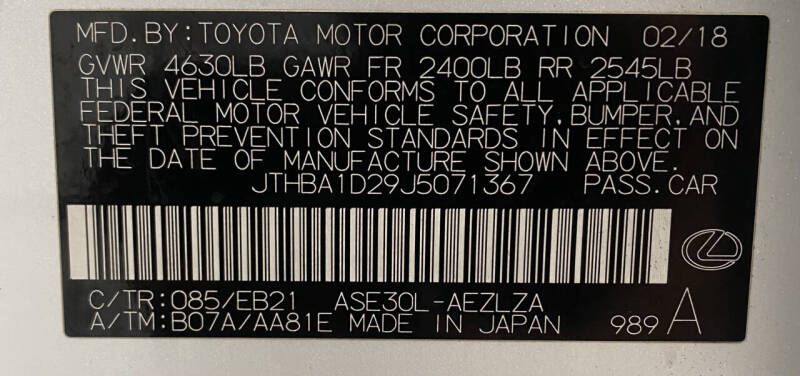 MFD. BY: TOYOTA MOTOR CORPORATION 02/18
GVWR 4630LB GAWR FR 2400LB RR 2545LB
THIS VEHICLE CONFORMS TO ALL APPLICABLE
FEDERAL MOTOR VEHICLE SAFETY, BUMPER, AND
THEFT PREVENTION STANDARDS IN EFFECT ON
THE DATE OF MANUFACTURE SHOWN ABOVE.
JTHBA1D29J5071367 PASS. CAR
C/TR: 085/EB21 ASE30L-AEZLZA
A/TM: B07A/AA81E MADE IN JAPAN 989 A